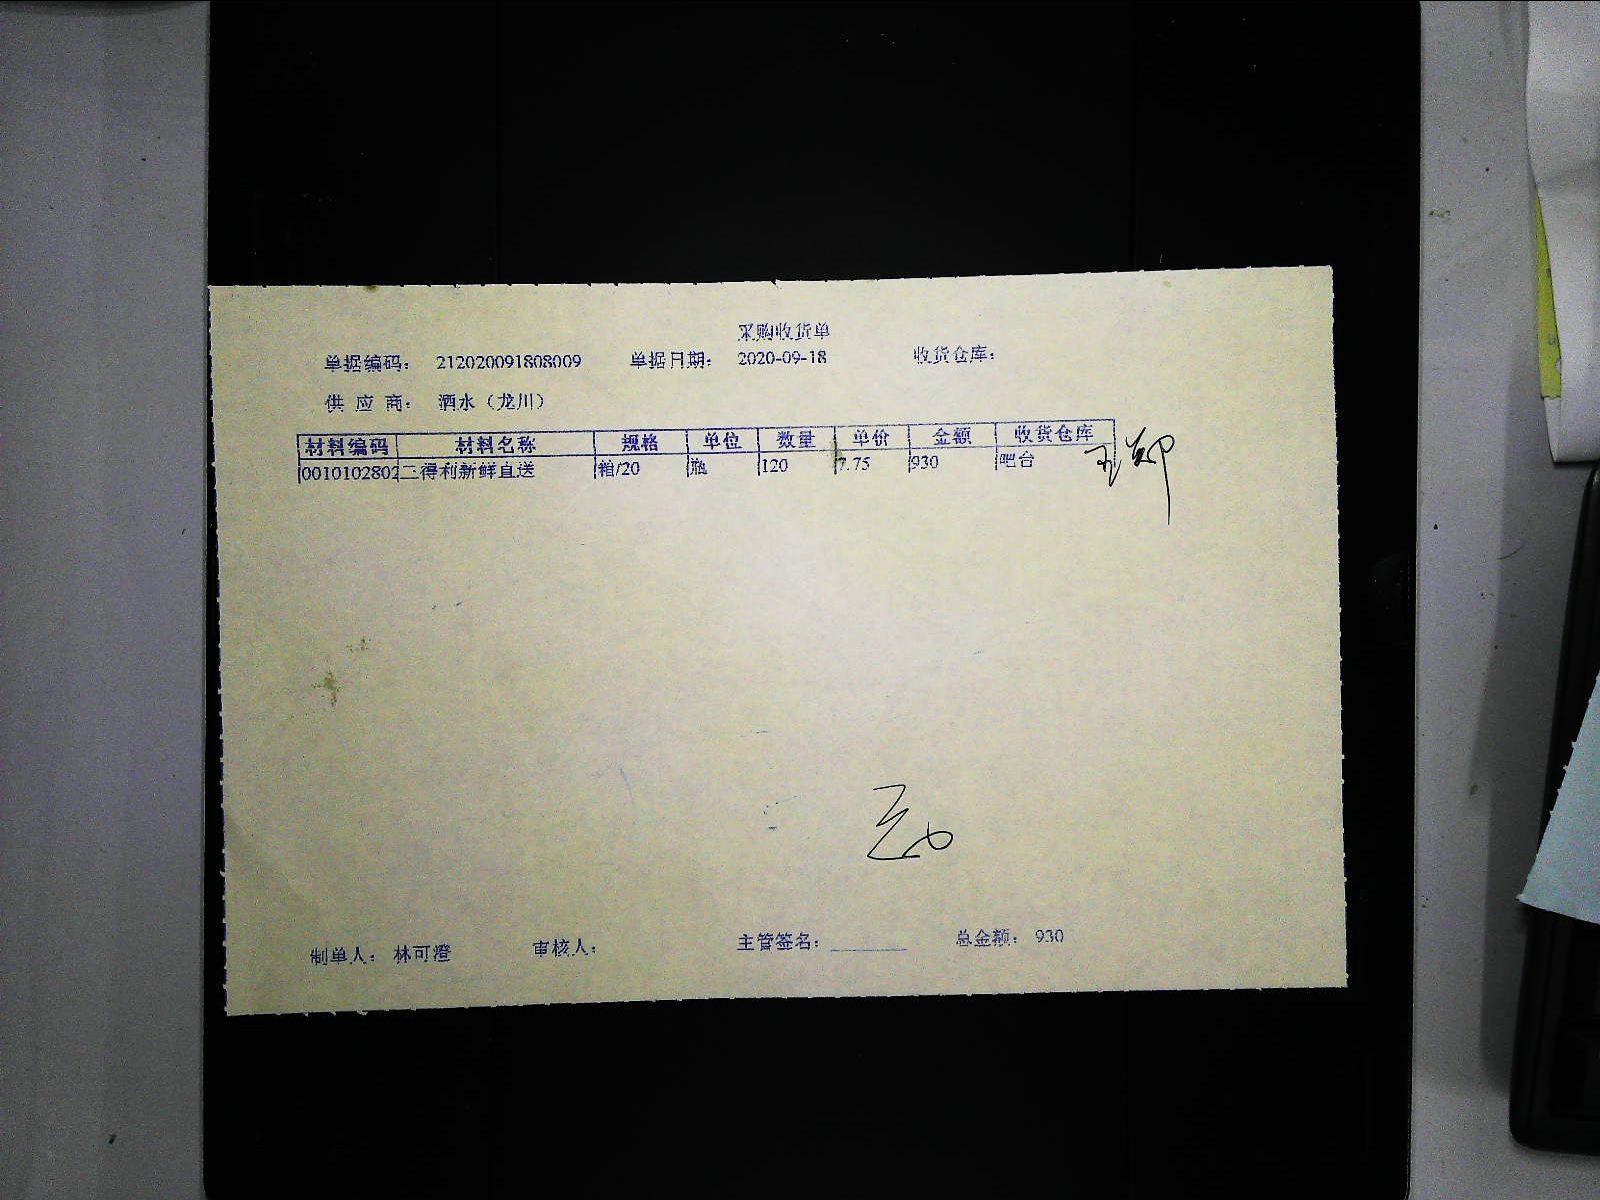 采购收货单
单据编码： 212020091808009 单据日期： 2020-09-18 收货仓库：
供 应 商： 酒水（龙川）
材料编码 材料名称 规格 单位 数量 单价 金额 收货仓库
0010102802 二得利新鲜直送 箱/20 瓶 120 7.75 930 吧台
制单人： 林可澄 审核人： 主管签名：________ 总金额： 930